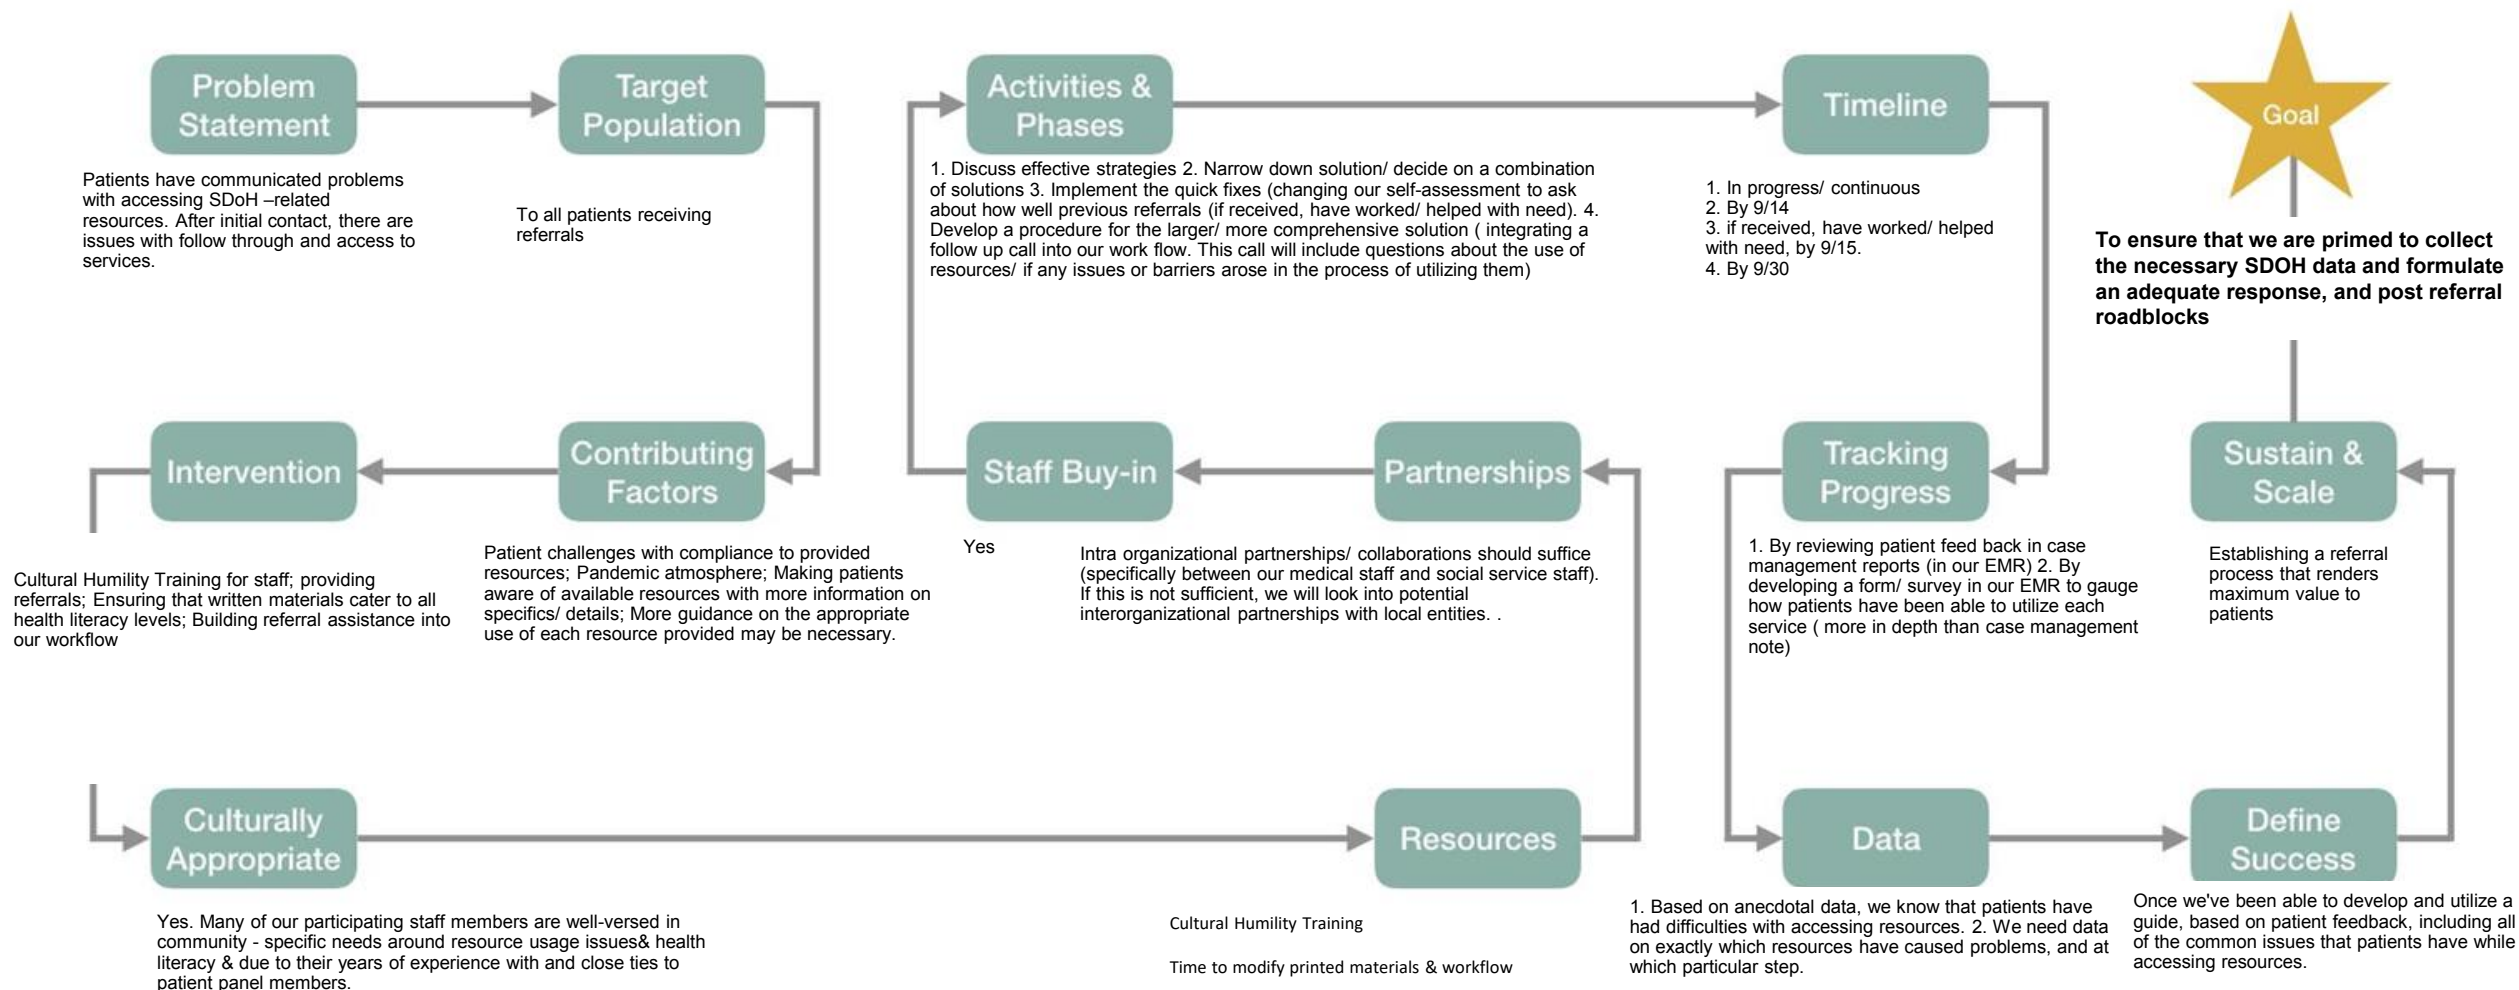 Problem
Statement
Patients have communicated problems
with accessing SDoH –related
resources. After initial contact, there are
issues with follow through and access to
services.
Target
Population
To all patients receiving
referrals
Activities &
Phases
1. Discuss effective strategies 2. Narrow down solution/ decide on a combination
of solutions 3. Implement the quick fixes (changing our self-assessment to ask
about how well previous referrals (if received, have worked/ helped with need). 4.
Develop a procedure for the larger/ more comprehensive solution ( integrating a
follow up call into our work flow. This call will include questions about the use of
resources/ if any issues or barriers arose in the process of utilizing them)
Timeline
1. In progress/ continuous
2. By 9/14
3. if received, have worked/ helped
with need, by 9/15.
4. By 9/30
Goal
To ensure that we are primed to collect
the necessary SDOH data and formulate
an adequate response, and post referral
roadblocks
Intervention
Cultural Humility Training for staff; providing
referrals; Ensuring that written materials cater to all
health literacy levels; Building referral assistance into
our workflow
Contributing
Factors
Patient challenges with compliance to provided
resources; Pandemic atmosphere; Making patients
aware of available resources with more information on
specifics/ details; More guidance on the appropriate
use of each resource provided may be necessary.
Staff Buy-in
Yes
Partnerships
Intra organizational partnerships/ collaborations should suffice
(specifically between our medical staff and social service staff).
If this is not sufficient, we will look into potential
interorganizational partnerships with local entities. .
Tracking
Progress
1. By reviewing patient feed back in case
management reports (in our EMR) 2. By
developing a form/ survey in our EMR to gauge
how patients have been able to utilize each
service ( more in depth than case management
note)
Sustain &
Scale
Establishing a referral
process that renders
maximum value to
patients
Culturally
Appropriate
Yes. Many of our participating staff members are well-versed in
community - specific needs around resource usage issues& health
literacy & due to their years of experience with and close ties to
patient panel members.
Resources
Cultural Humility Training
Time to modify printed materials & workflow
Data
1. Based on anecdotal data, we know that patients have
had difficulties with accessing resources. 2. We need data
on exactly which resources have caused problems, and at
which particular step.
Define
Success
Once we've been able to develop and utilize a
guide, based on patient feedback, including all
of the common issues that patients have while
accessing resources.